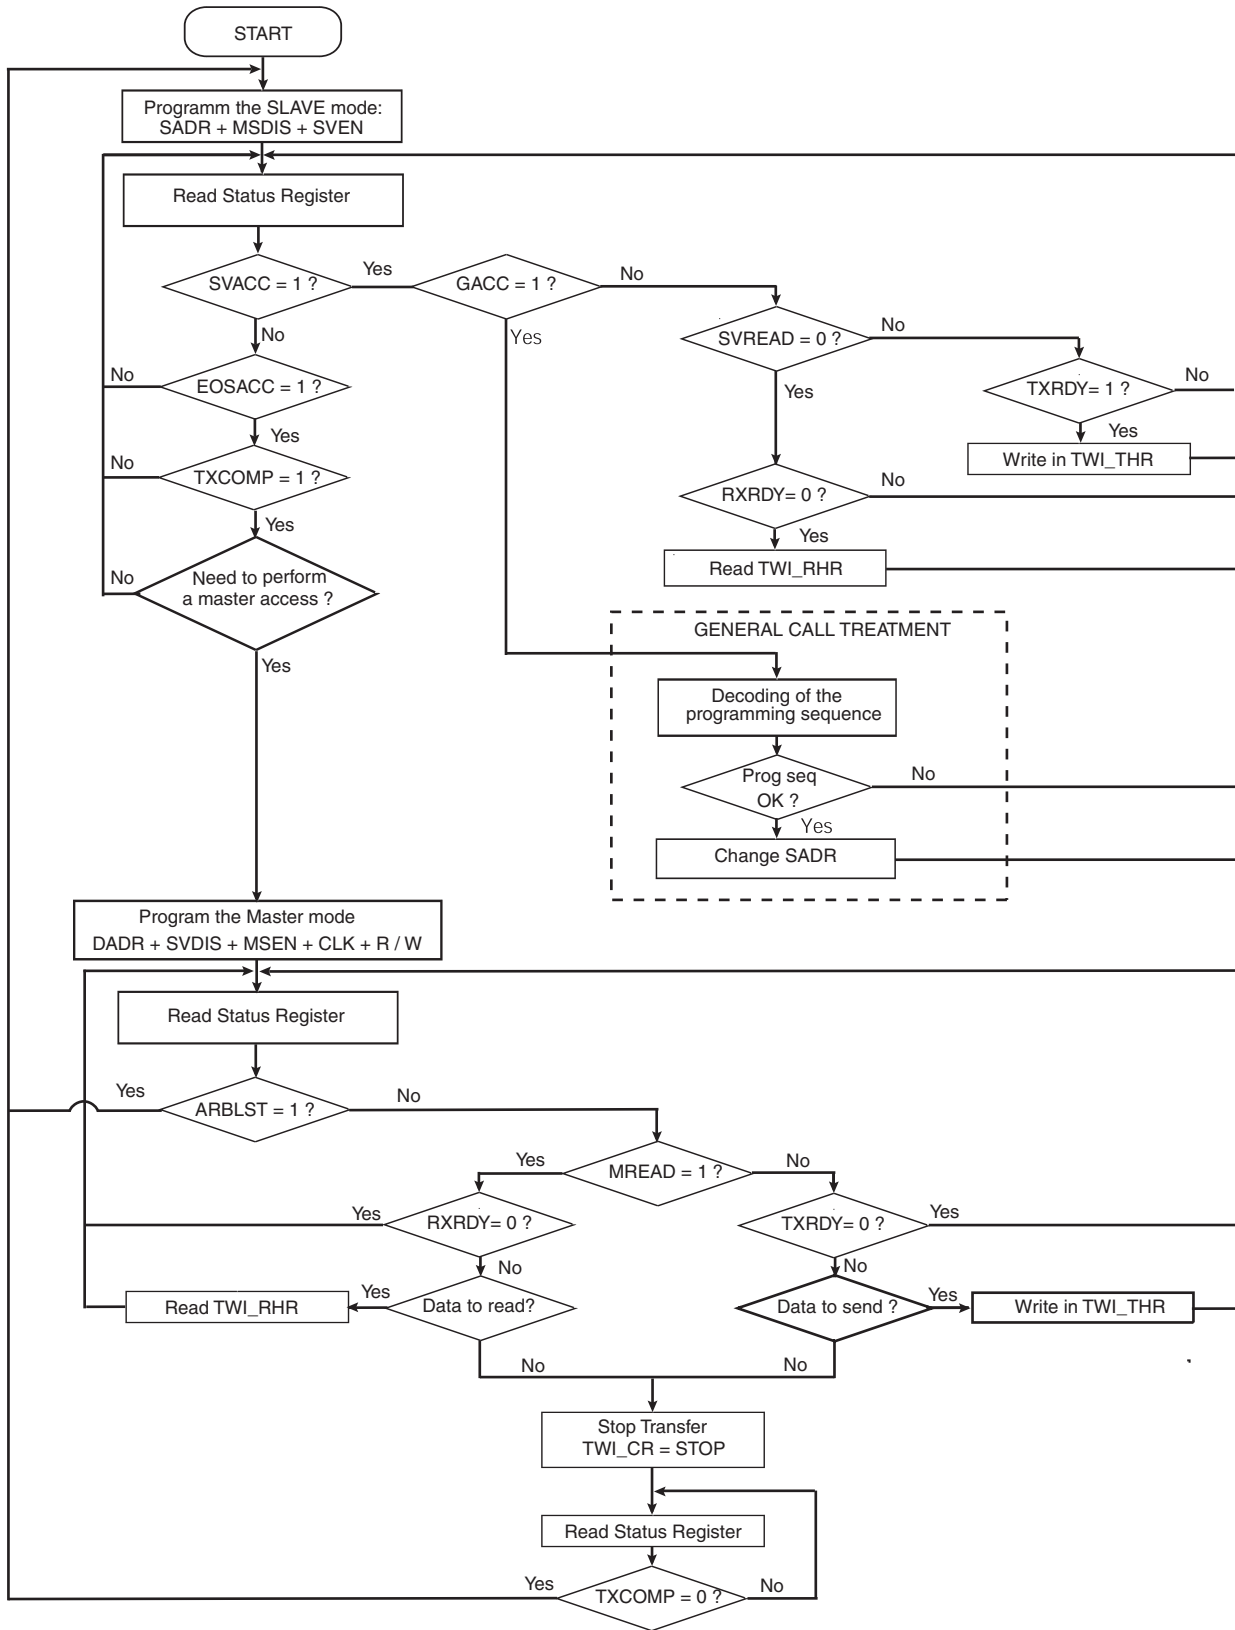 START
Programm the SLAVE mode:
SADR + MSDIS + SVEN
Read Status Register
SVACC = 1 ?
Yes
GACC = 1 ?
No
No
Yes
SVREAD = 0 ?
No
EOSACC = 1 ?
No
Yes
TXRDY= 1 ?
No
Yes
Yes
Write in TWI_THR
TXCOMP = 1 ?
No
RXRDY= 0 ?
No
Yes
Yes
Read TWI_RHR
Need to perform
a master access ?
No
Yes
GENERAL CALL TREATMENT
Decoding of the
programming sequence
Prog seq
OK ?
No
Yes
Change SADR
Program the Master mode
DADR + SVDIS + MSEN + CLK + R / W
Read Status Register
Yes
ARBLST = 1 ?
No
Yes
MREAD = 1 ?
No
Yes
RXRDY= 0 ?
TXRDY= 0 ?
Yes
No
No
Read TWI_RHR
Yes
Data to read?
Data to send ?
Yes
Write in TWI_THR
No
No
Stop Transfer
TWI_CR = STOP
Read Status Register
Yes
TXCOMP = 0 ?
No